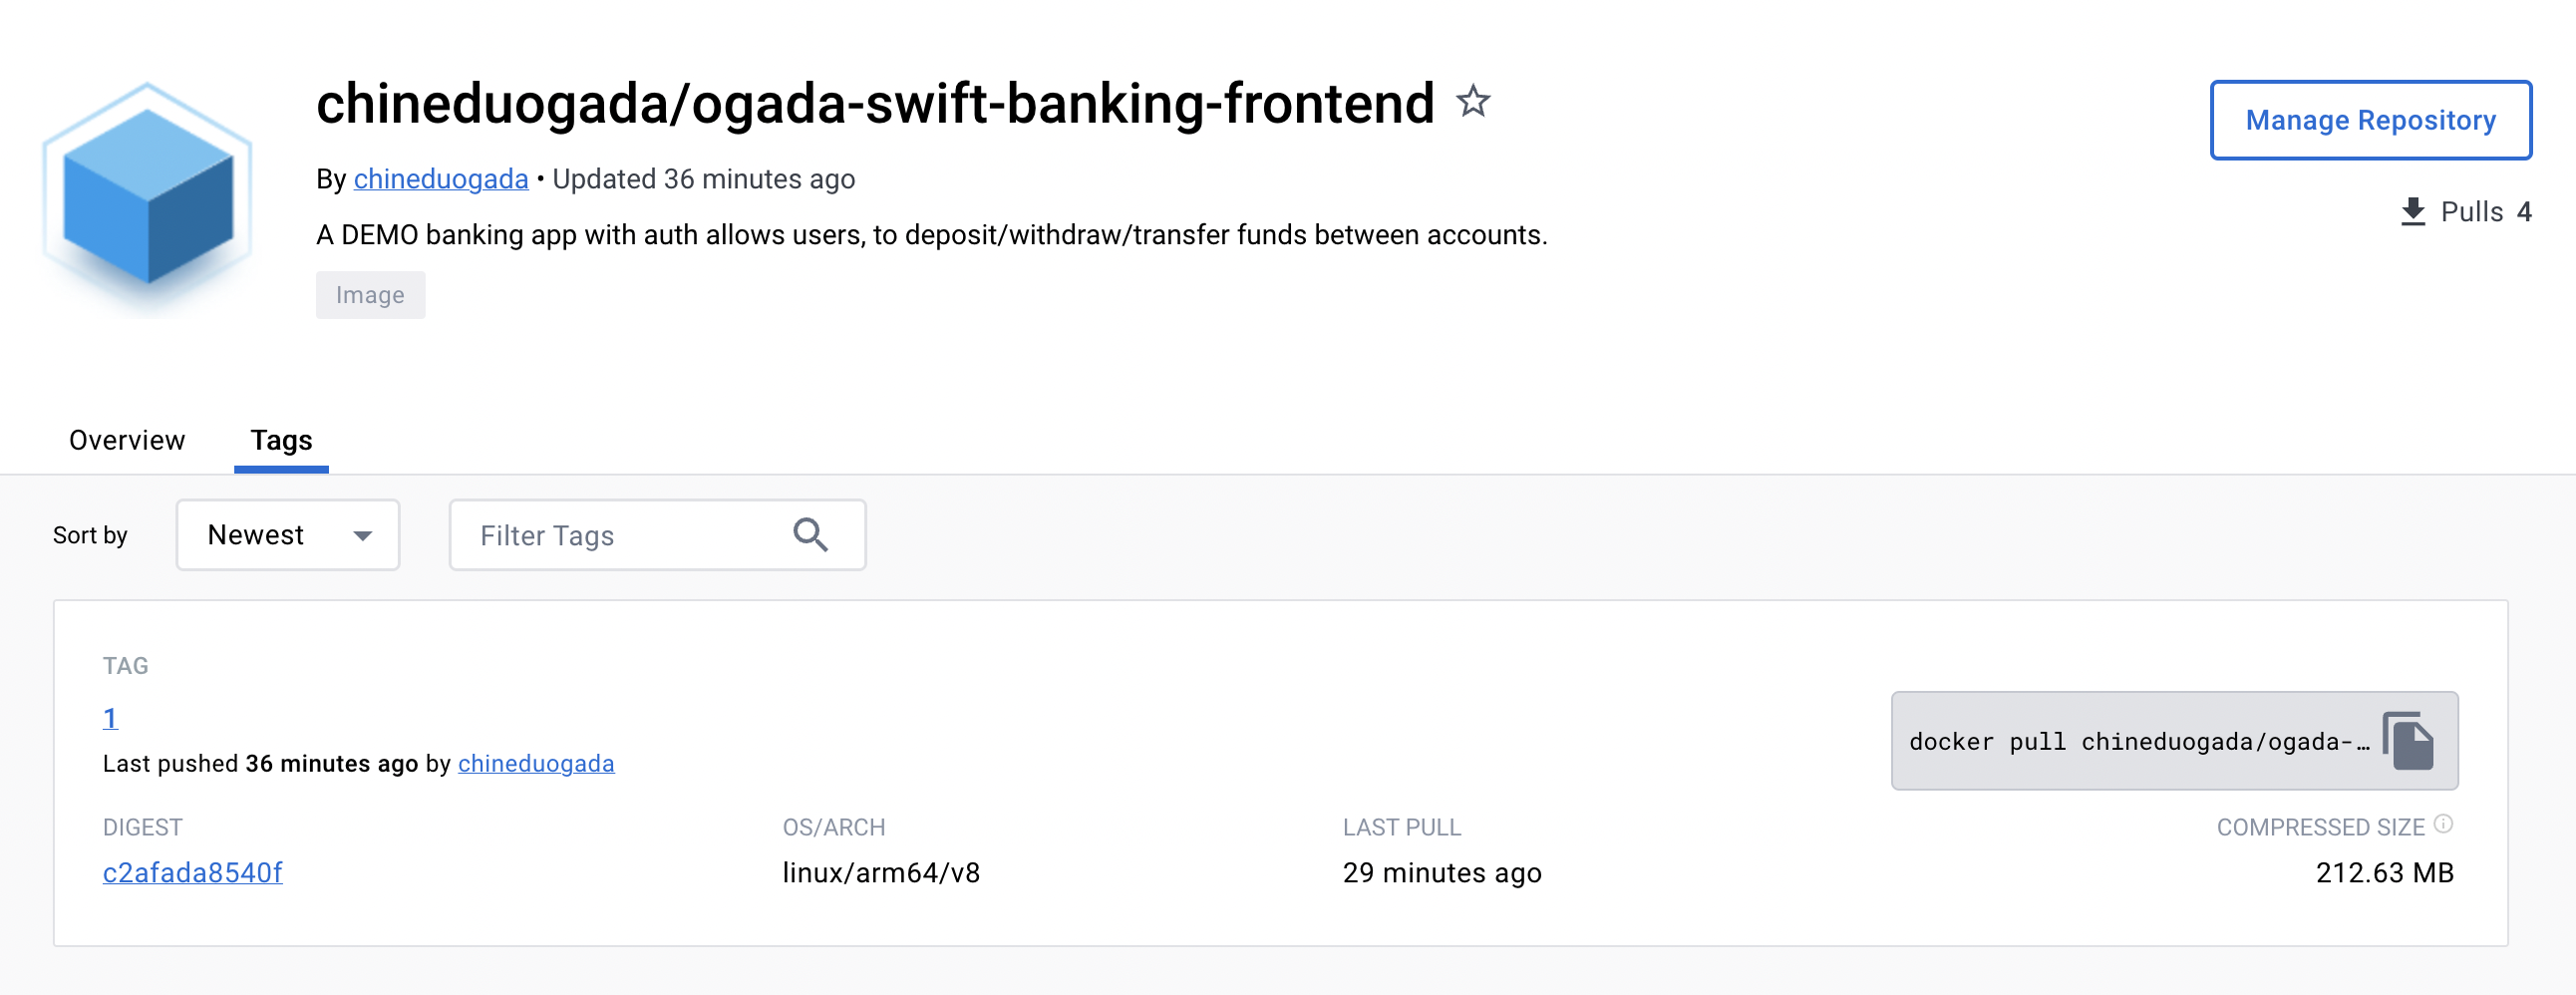 chineduogada/ogada-swift-banking-frontend
Manage Repository
By chineduogada • Updated 36 minutes ago
Pulls 4
A DEMO banking app with auth allows users, to deposit/withdraw/transfer funds between accounts.
Image
Overview Tags
Sort by Newest Filter Tags
TAG
1
docker pull chineduogada/ogada-…
Last pushed 36 minutes ago by chineduogada
DIGEST OS/ARCH LAST PULL COMPRESSED SIZE
c2afada8540f linux/arm64/v8 29 minutes ago 212.63 MB